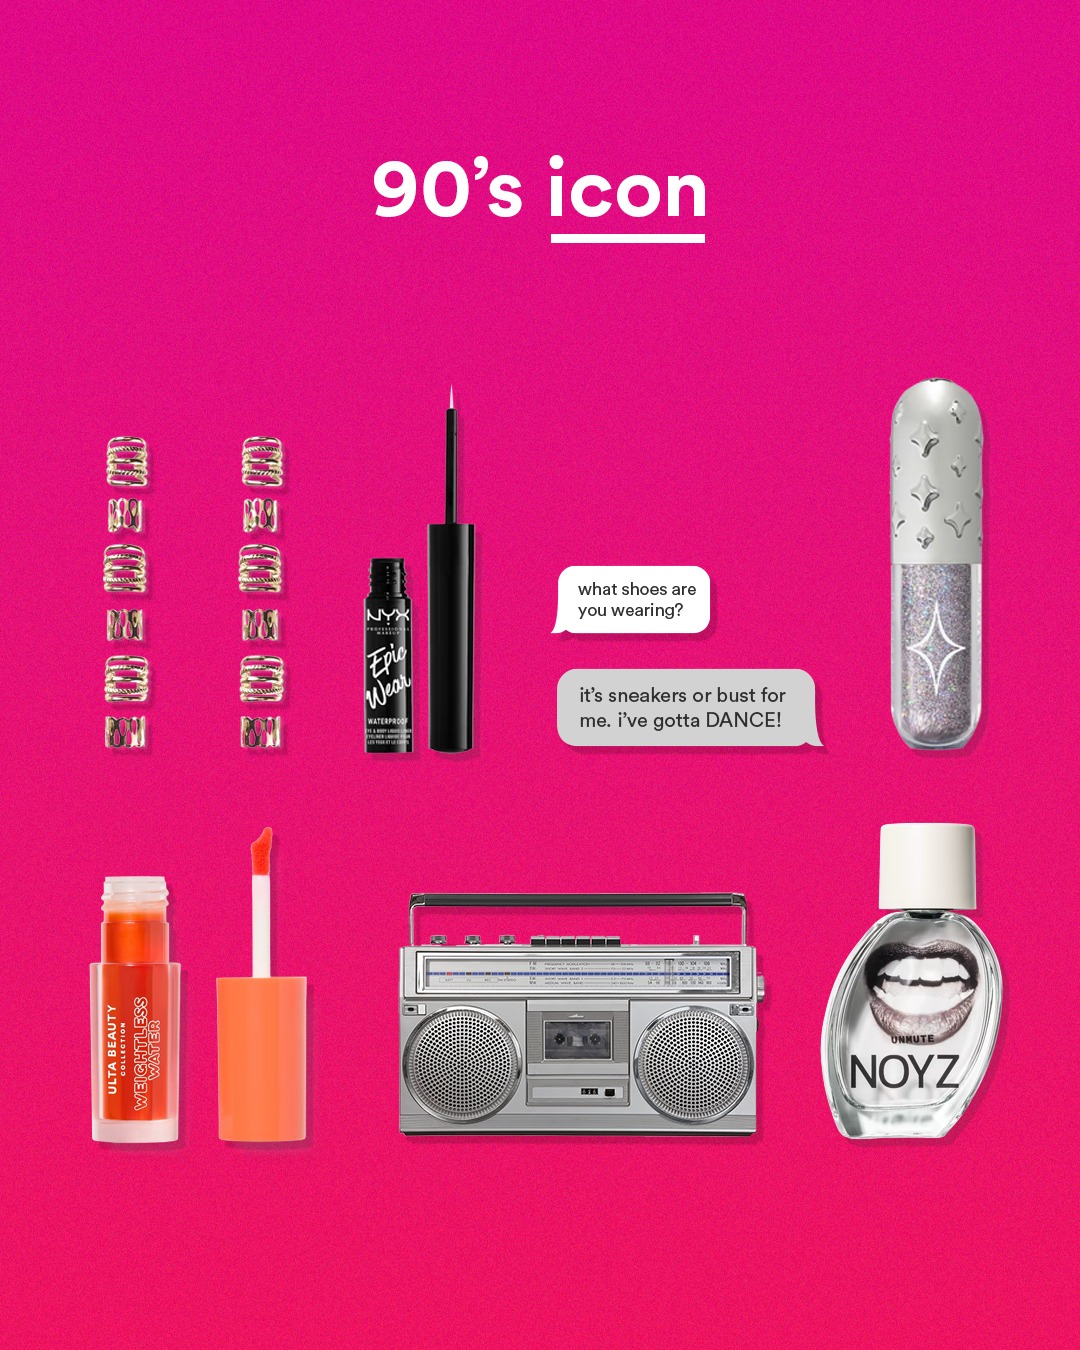 90's icon
NYX
PROFESSIONAL
MAKEUP
Epic
Wear
WATERPROOF
what shoes are
you wearing?
it's sneakers or bust for
me. i've gotta DANCE!
ULTA BEAUTY
COLLECTION
WEIGHTLESS
WATER
UNMUTE
NOYZ